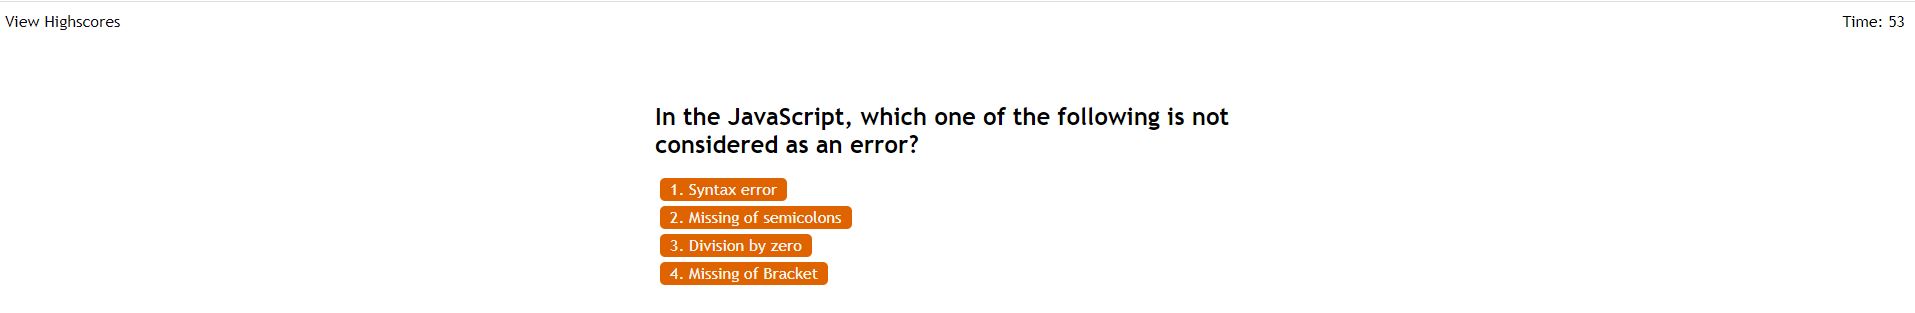 View Highscores
Time: 53
In the JavaScript, which one of the following is not
considered as an error?
1. Syntax error
2. Missing of semicolons
3. Division by zero
4. Missing of Bracket